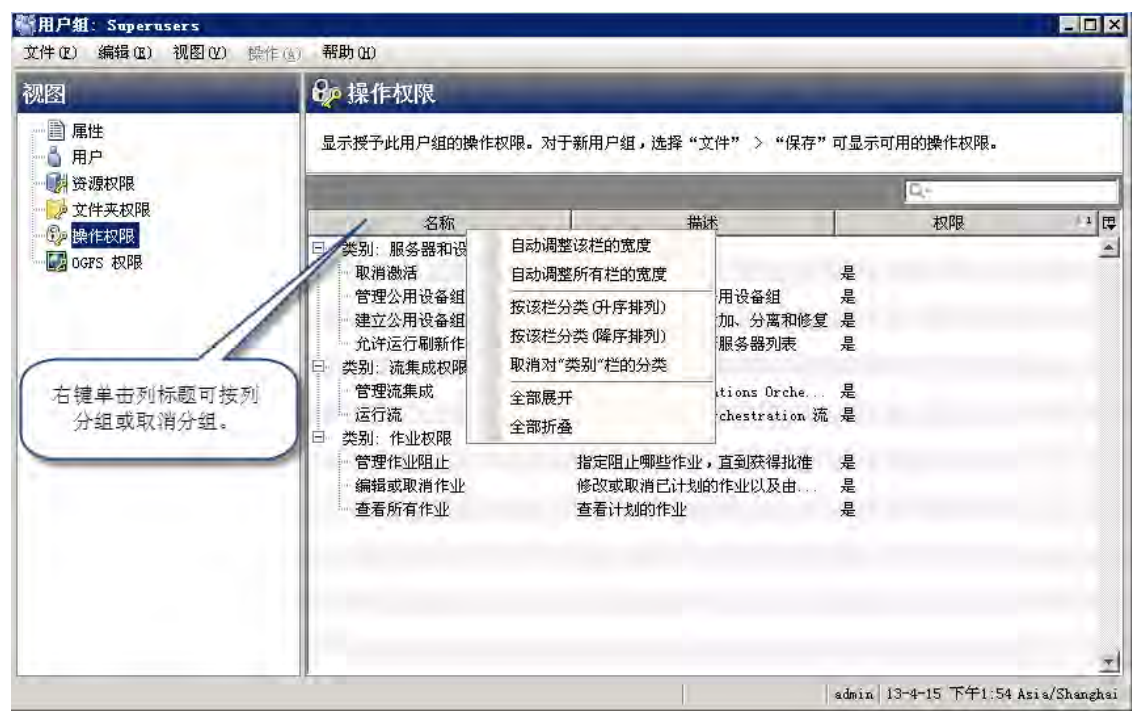 用户组: Superusers
文件(F) 编辑(E) 视图(V) 操作(A) 帮助(H)
视图
属性
用户
资源权限
文件夹权限
操作权限
OGFS 权限
操作权限
显示授予此用户组的操作权限。对于新用户组,选择“文件” > “保存”可显示可用的操作权限。
名称 描述 权限 1
类别: 服务器和设
取消激活 是
管理公用设备组 用设备组 是
建立公用设备组 加、分离和修复 是
允许运行刷新作 服务器列表 是
类别: 流集成权限
管理流集成 ations Orche... 是
运行流 rchestration 流 是
类别: 作业权限
管理作业阻止 指定阻止哪些作业,直到获得批准 是
编辑或取消作业 修改或取消已计划的作业以及由... 是
查看所有作业 查看计划的作业 是
自动调整该栏的宽度
自动调整所有栏的宽度
按该栏分类(升序排列)
按该栏分类(降序排列)
取消对“类别”栏的分类
全部展开
全部折叠
右键单击列标题可按列
分组或取消分组。
admin 13-4-15 下午1:54 Asia/Shanghai